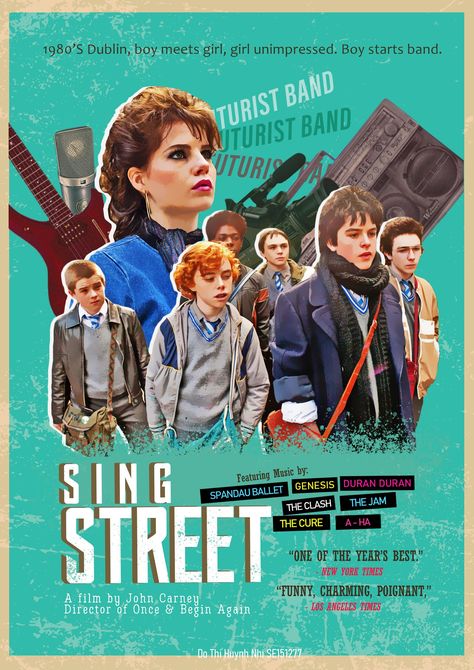 1980'S Dublin, boy meets girl, girl unimpressed. Boy starts band.
UTURIST BAND
UTURIST BAND
UTURIST
SING
STREET
A film by John Carney
Director of Once & Begin Again
Featuring Music by:
SPANDAU BALLET GENESIS DURAN DURAN
THE CLASH THE JAM
THE CURE A-HA
“ONE OF THE YEAR'S BEST.”
NEW YORK TIMES
“FUNNY, CHARMING, POIGNANT,”
LOS ANGELES TIMES
Do Thi Huynh Nhi SE151277